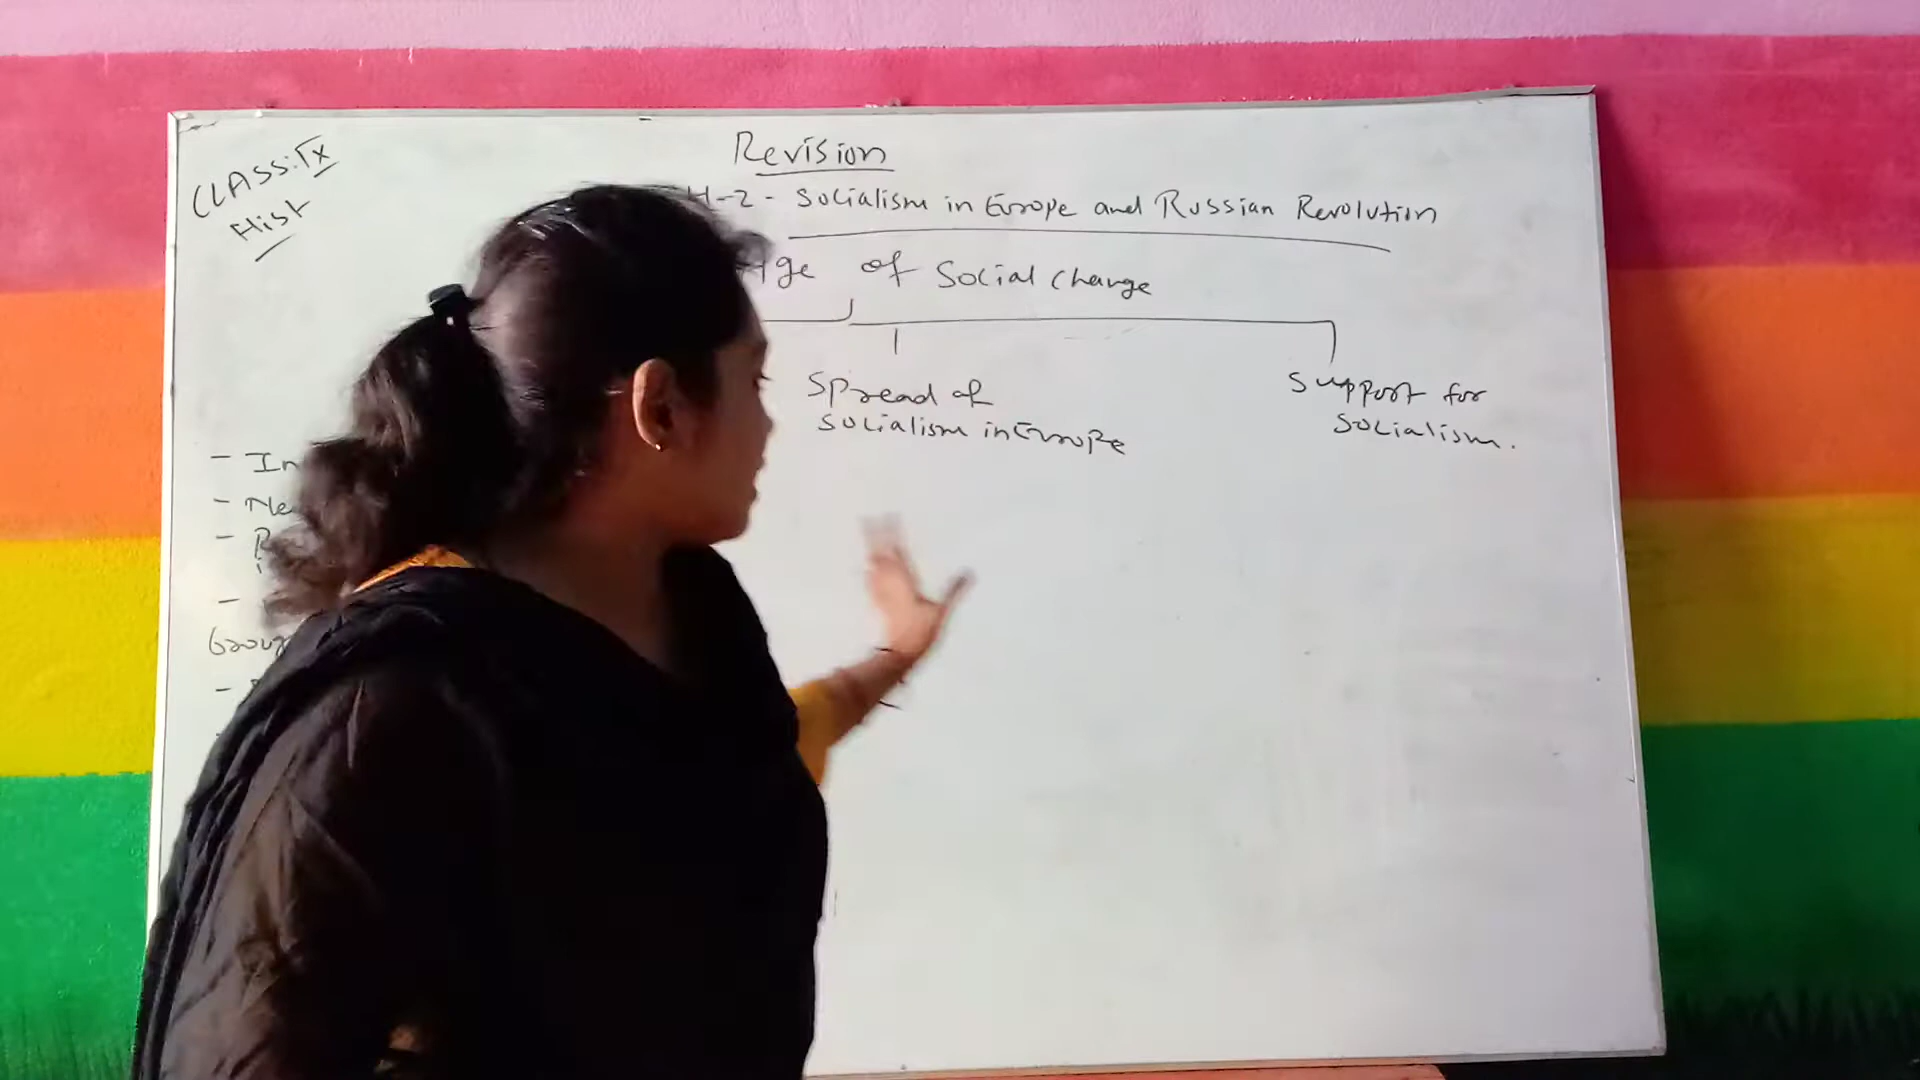 CLASS: IX
Hist
Revision
H-2 - Socialism in Europe and Russian Revolution
Age of Social Change
Spread of
Socialism in Europe
Support for
Socialism.
- In
- Ne
-
-
Group
-